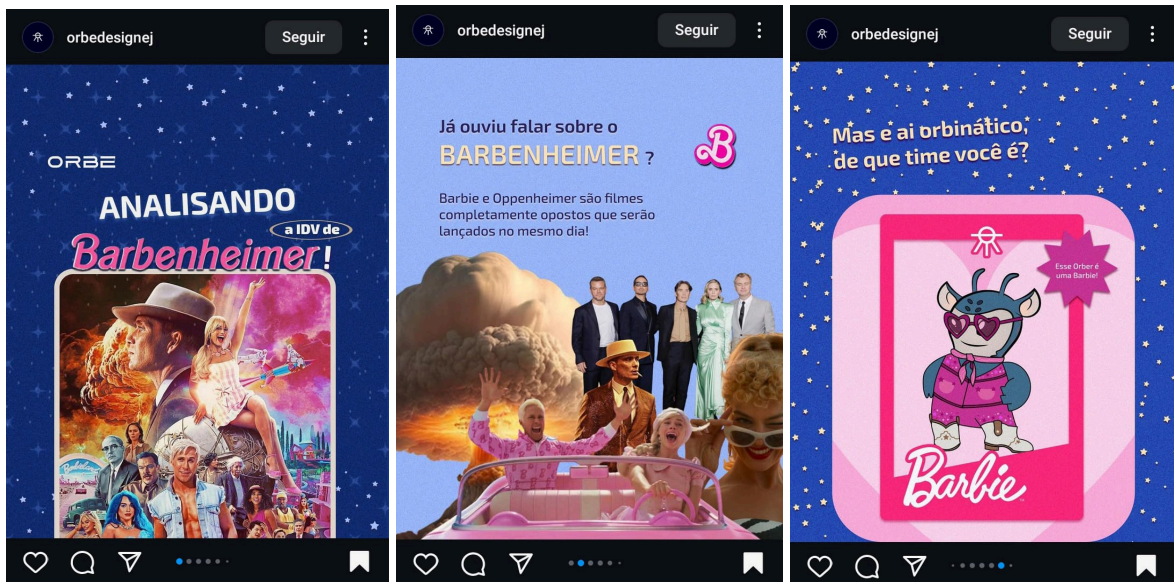 orbedesignej
Seguir
ORBE
ANALISANDO
a IDV de
Barbenheimer!
orbedesignej
Seguir
Já ouviu falar sobre o
BARBENHEIMER ?
B
Barbie e Oppenheimer são filmes
completamente opostos que serão
lançados no mesmo dia!
orbedesignej
Seguir
Mas e ai orbinático,
de que time você é?
Esse Orber é
uma Barbie!
Barbie